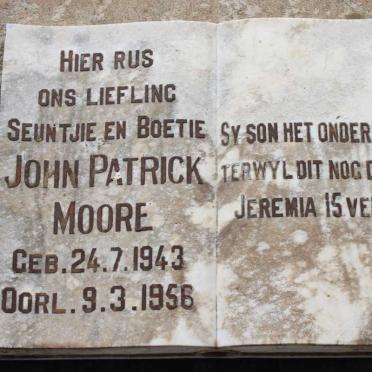 HIER RUS
ONS LIEFLING
SEUNTJIE EN BOETIE
JOHN PATRICK
MOORE
GEB. 24.7.1943
OORL. 9.3.1956
SY SON HET ONDER
TERWYL DIT NOG
JEREMIA 15